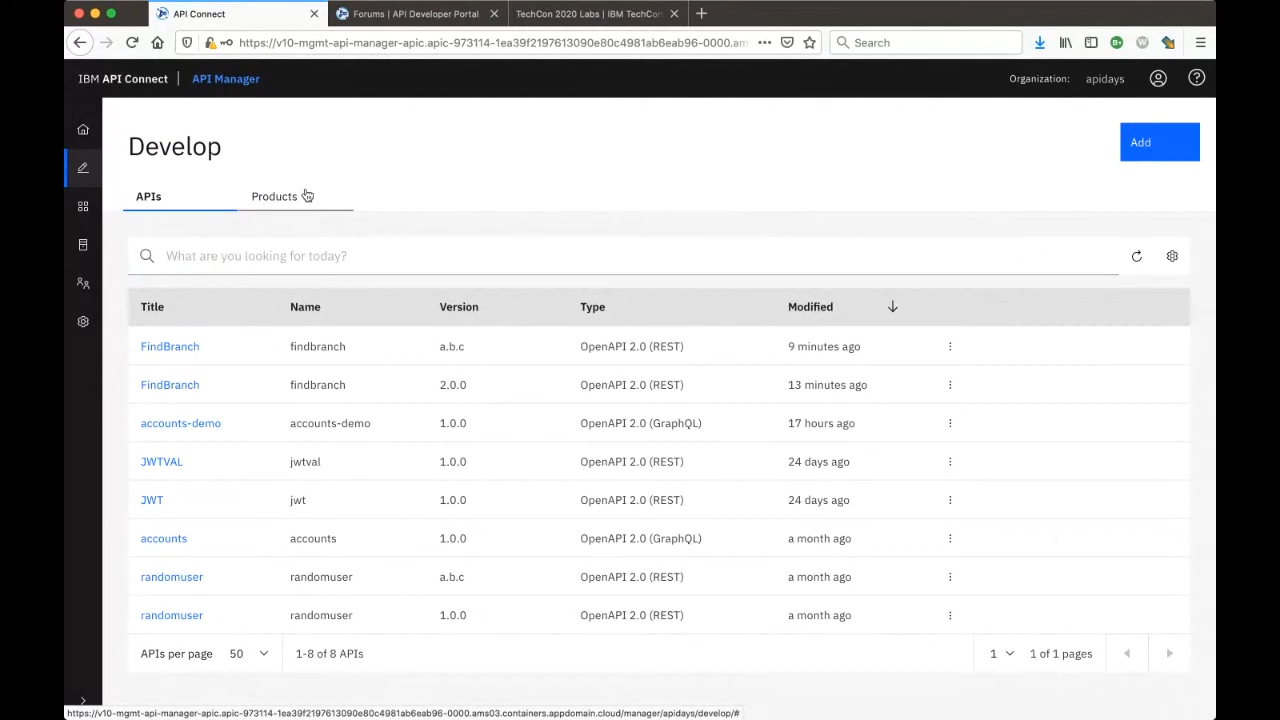 API Connect
Forums | API Developer Portal
TechCon 2020 Labs | IBM TechCon
https://v10-mgmt-api-manager-apic.apic-973114-1ea39f2197613090e80c4981ab6eab96-0000.am
Search
IBM API Connect | API Manager
Organization: apidays
Develop
Add
APIs
Products
What are you looking for today?
Title Name Version Type Modified
FindBranch findbranch a.b.c OpenAPI 2.0 (REST) 9 minutes ago
FindBranch findbranch 2.0.0 OpenAPI 2.0 (REST) 13 minutes ago
accounts-demo accounts-demo 1.0.0 OpenAPI 2.0 (GraphQL) 17 hours ago
JWTVAL jwtval 1.0.0 OpenAPI 2.0 (REST) 24 days ago
JWT jwt 1.0.0 OpenAPI 2.0 (REST) 24 days ago
accounts accounts 1.0.0 OpenAPI 2.0 (GraphQL) a month ago
randomuser randomuser a.b.c OpenAPI 2.0 (REST) a month ago
randomuser randomuser 1.0.0 OpenAPI 2.0 (REST) a month ago
APIs per page 50 1-8 of 8 APIs 1 1 of 1 pages
https://v10-mgmt-api-manager-apic.apic-973114-1ea39f2197613090e80c4981ab6eab96-0000.ams03.containers.appdomain.cloud/manager/apidays/develop/#